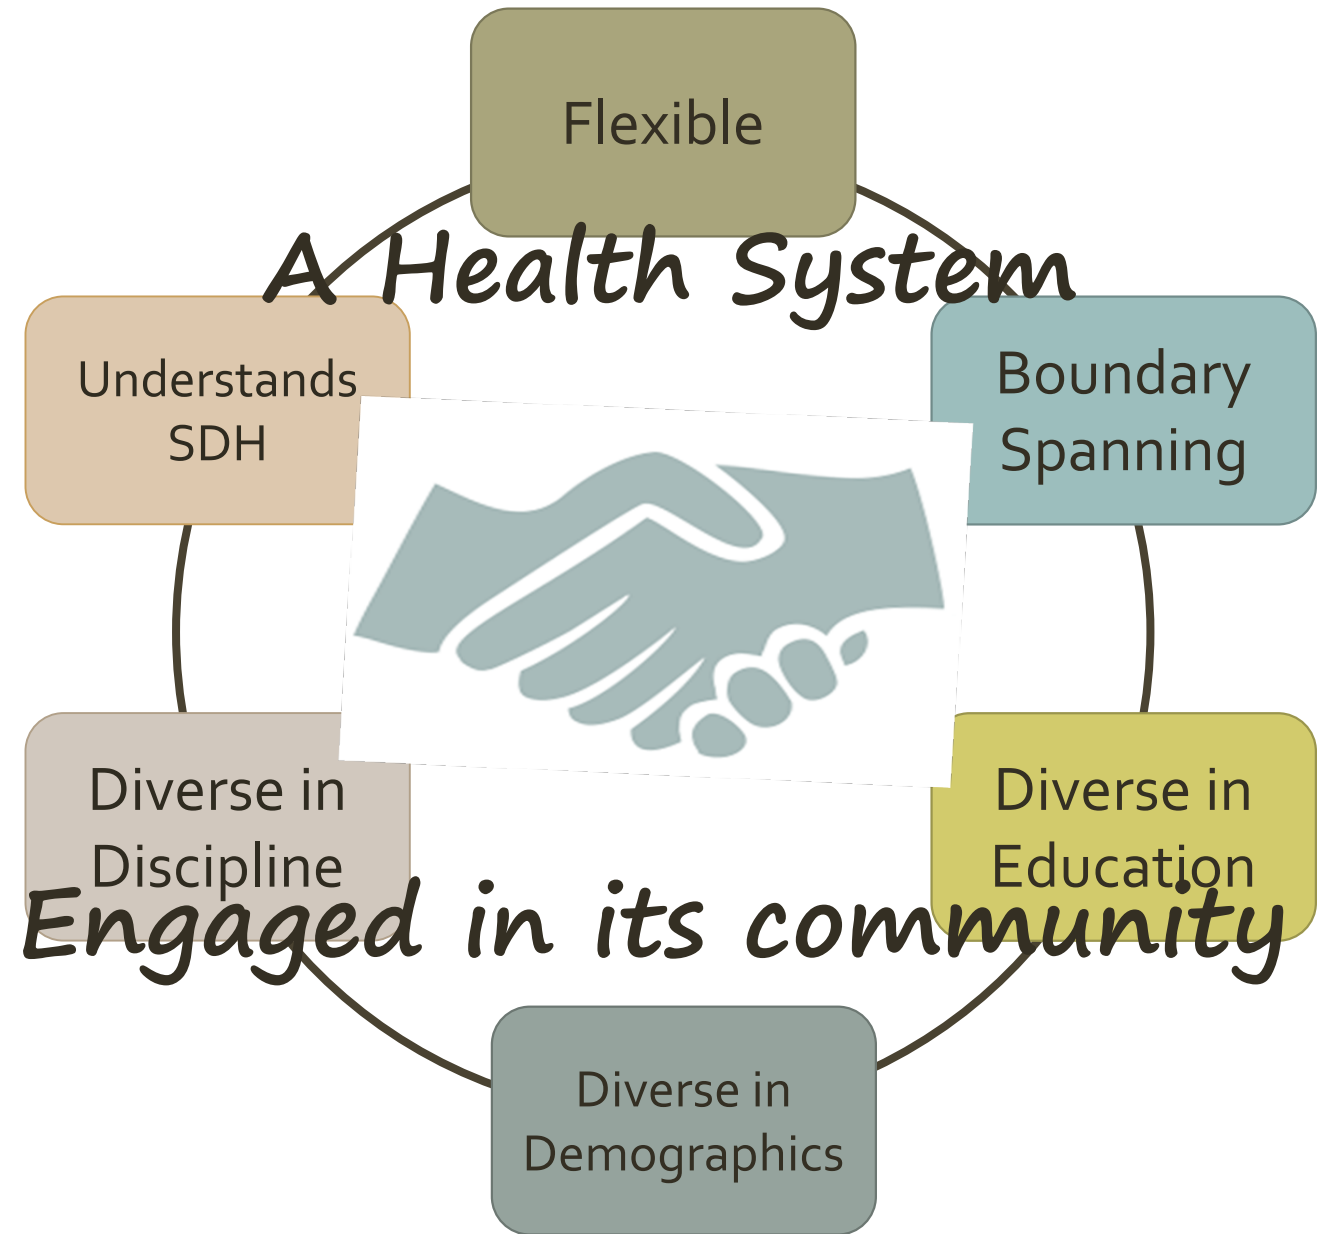 Flexible
A Health System
Understands
SDH
Boundary
Spanning
Diverse in
Discipline
Diverse in
Education
Engaged in its community
Diverse in
Demographics